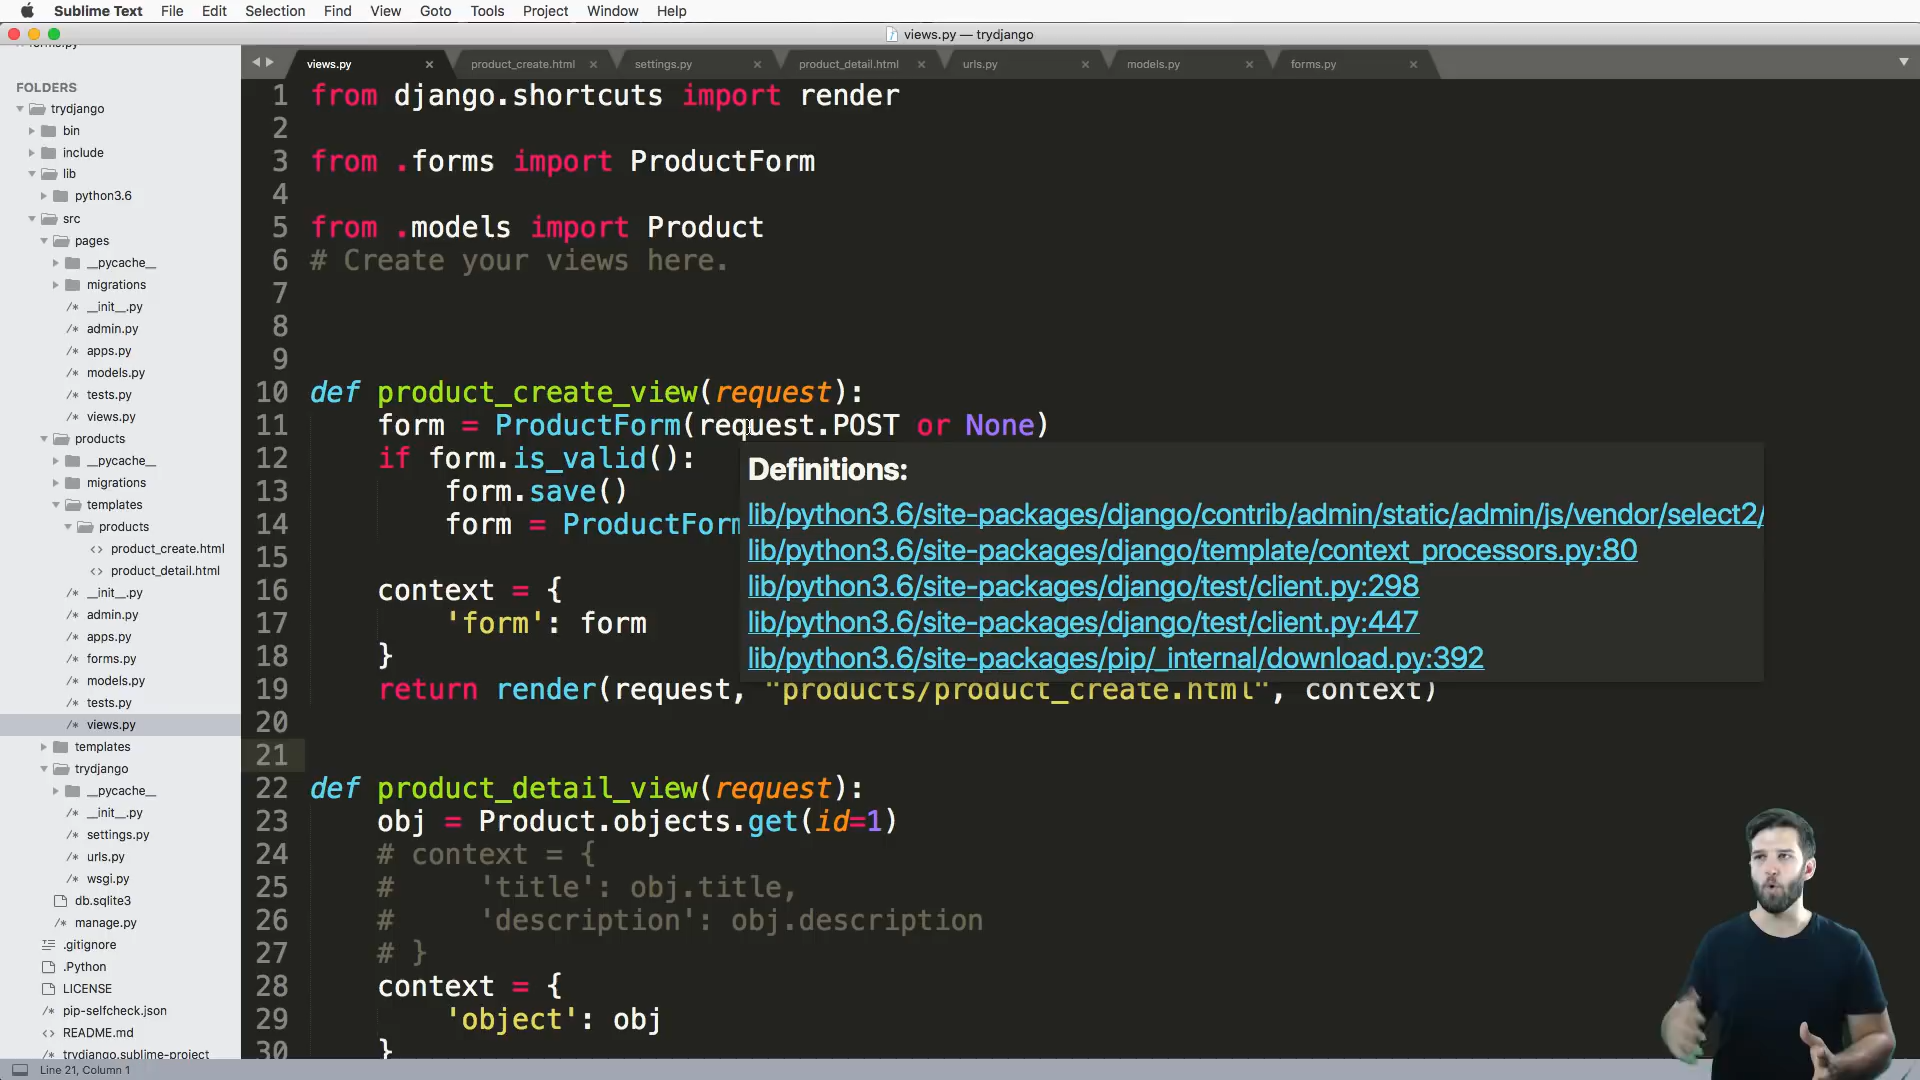 Sublime Text File Edit Selection Find View Goto Tools Project Window Help
views.py — trydjango
views.py product_create.html settings.py product_detail.html urls.py models.py forms.py
FOLDERS
trydjango
bin
include
lib
python3.6
src
pages
__pycache__
migrations
__init__.py
admin.py
apps.py
models.py
tests.py
views.py
products
__pycache__
migrations
templates
products
product_create.html
product_detail.html
__init__.py
admin.py
apps.py
forms.py
models.py
tests.py
views.py
templates
trydjango
__pycache__
__init__.py
settings.py
urls.py
wsgi.py
db.sqlite3
manage.py
.gitignore
.Python
LICENSE
pip-selfcheck.json
README.md
trydjango.sublime-project
1 from django.shortcuts import render
2
3 from .forms import ProductForm
4
5 from .models import Product
6 # Create your views here.
7
8
9
10 def product_create_view(request):
11 form = ProductForm(request.POST or None)
12 if form.is_valid():
13 form.save()
14 form = ProductForm
15
16 context = {
17 'form': form
18 }
19 return render(request, "products/product_create.html", context)
20
21
22 def product_detail_view(request):
23 obj = Product.objects.get(id=1)
24 # context = {
25 # 'title': obj.title,
26 # 'description': obj.description
27 # }
28 context = {
29 'object': obj
30 }
Definitions:
lib/python3.6/site-packages/django/contrib/admin/static/admin/js/vendor/select2/
lib/python3.6/site-packages/django/template/context_processors.py:80
lib/python3.6/site-packages/django/test/client.py:298
lib/python3.6/site-packages/django/test/client.py:447
lib/python3.6/site-packages/pip/_internal/download.py:392
Line 21, Column 1